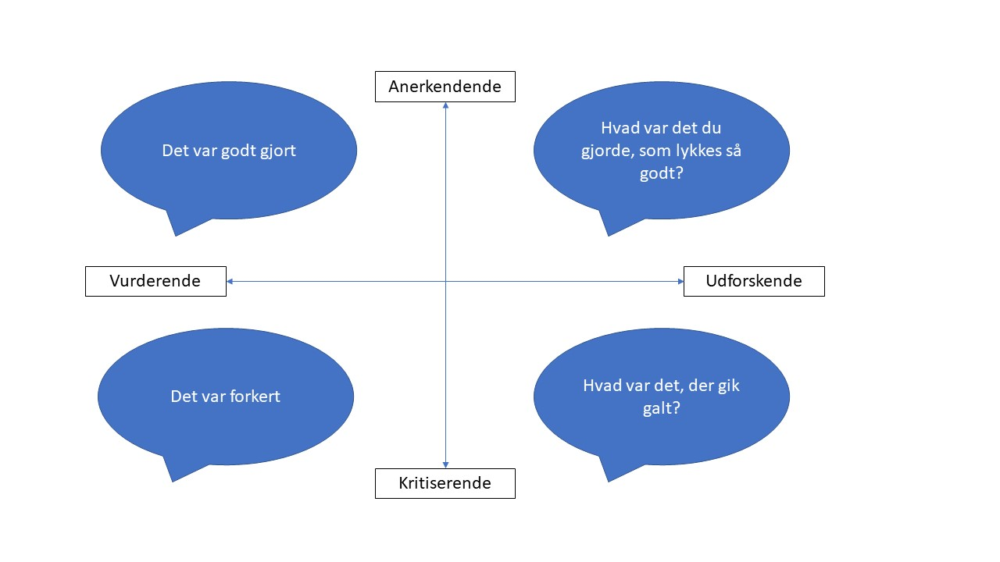 Anerkendende
Det var godt gjort
Hvad var det du
gjorde, som lykkes så
godt?
Vurderende
Udforskende
Det var forkert
Hvad var det, der gik
galt?
Kritiserende